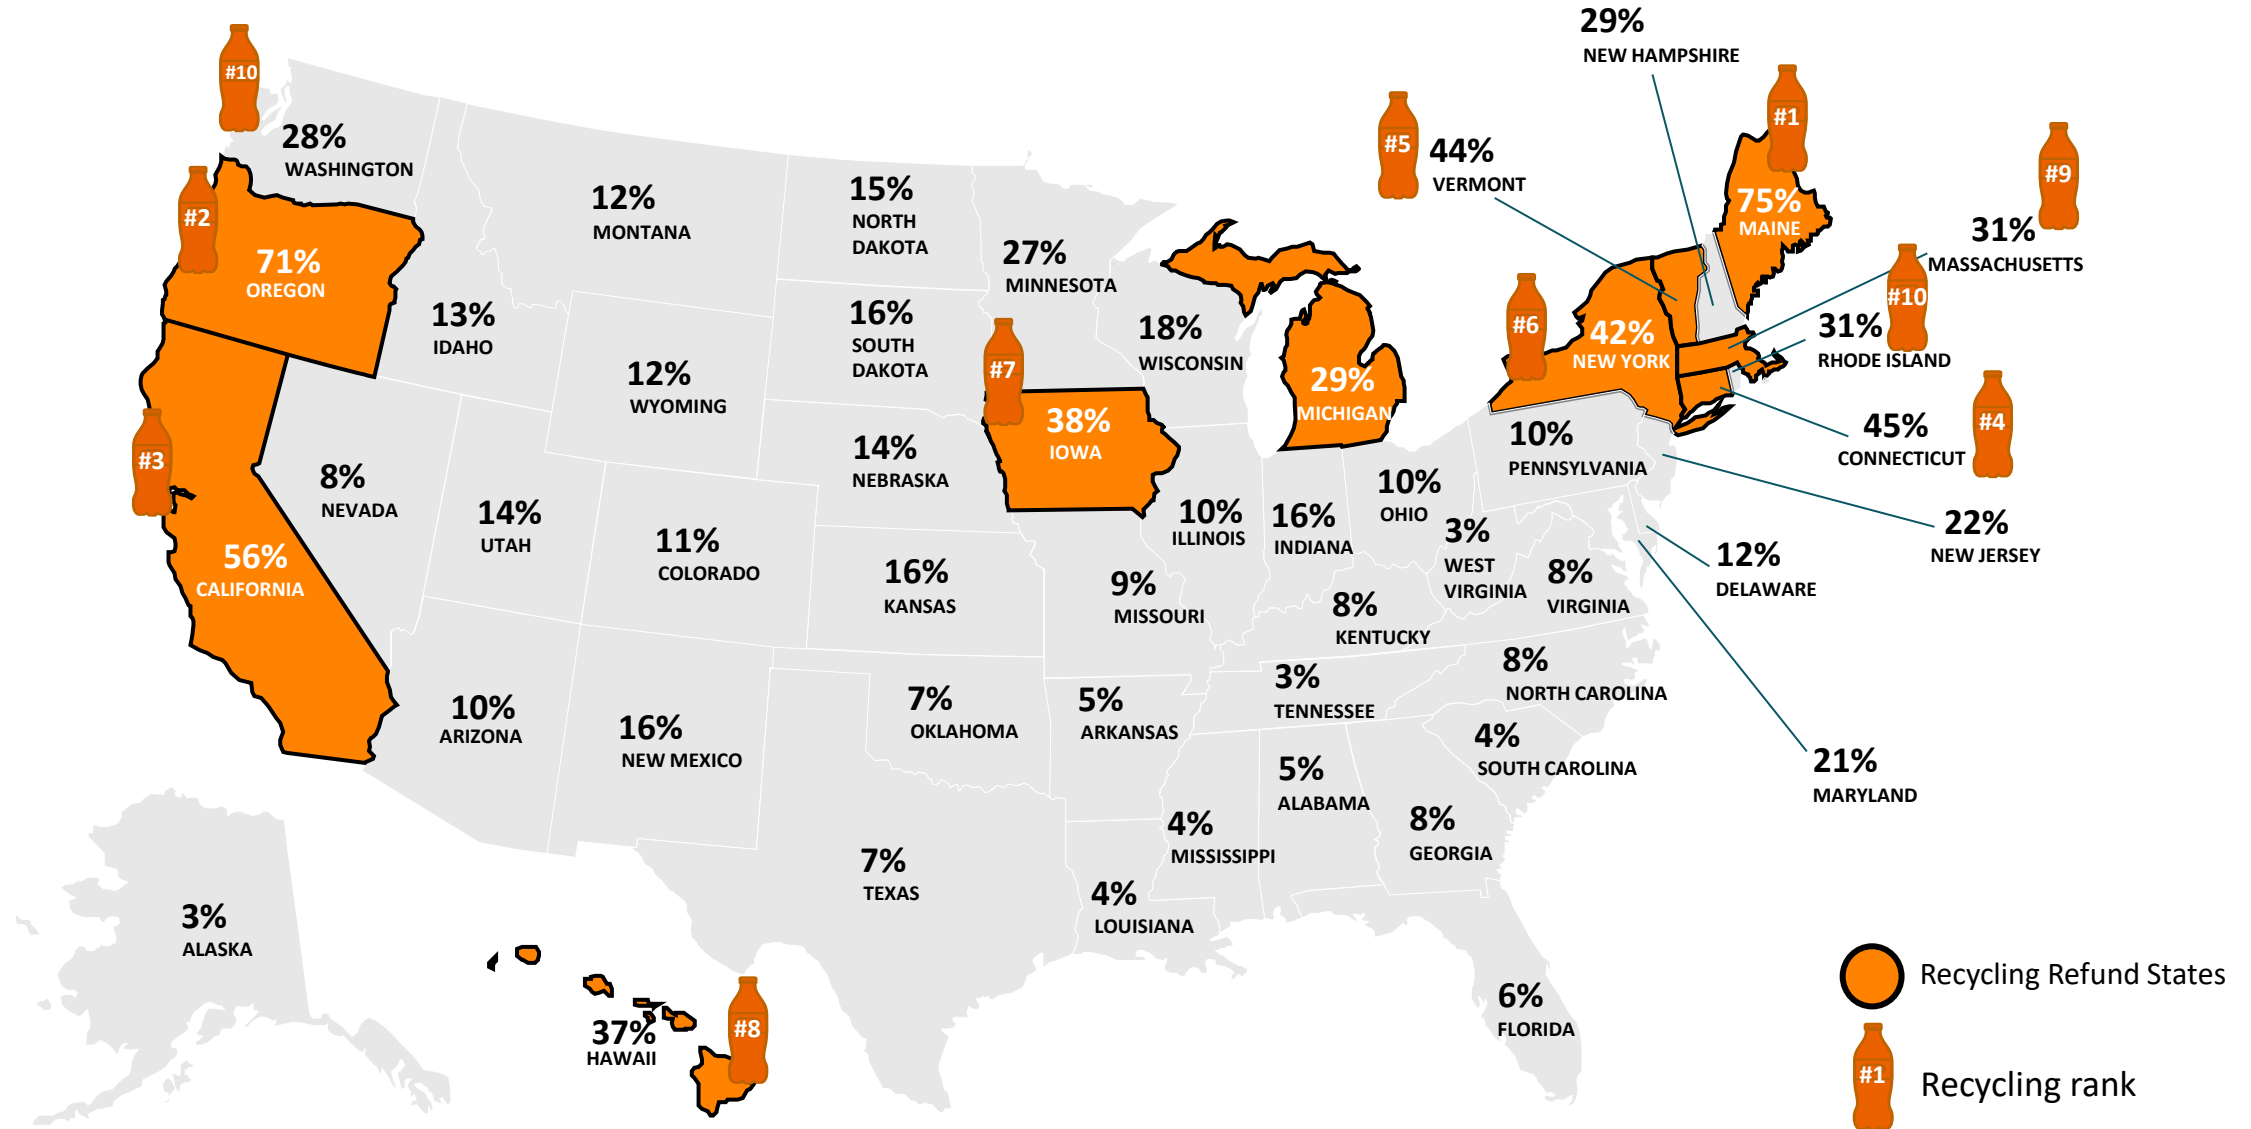 29%
NEW HAMPSHIRE
#10
#1
#5
44%
VERMONT
28%
WASHINGTON
#9
31%
MASSACHUSETTS
#2
71%
OREGON
12%
MONTANA
15%
NORTH
DAKOTA
27%
MINNESOTA
75%
MAINE
#10
31%
RHODE ISLAND
13%
IDAHO
16%
SOUTH
DAKOTA
18%
WISCONSIN
#6
42%
NEW YORK
12%
WYOMING
#7
38%
IOWA
29%
MICHIGAN
#4
45%
CONNECTICUT
#3
8%
NEVADA
14%
NEBRASKA
10%
PENNSYLVANIA
14%
UTAH
11%
COLORADO
10%
ILLINOIS
16%
INDIANA
10%
OHIO
3%
WEST
VIRGINIA
22%
NEW JERSEY
56%
CALIFORNIA
16%
KANSAS
9%
MISSOURI
8%
KENTUCKY
8%
VIRGINIA
12%
DELAWARE
10%
ARIZONA
16%
NEW MEXICO
7%
OKLAHOMA
5%
ARKANSAS
3%
TENNESSEE
8%
NORTH CAROLINA
4%
SOUTH CAROLINA
21%
MARYLAND
7%
TEXAS
4%
MISSISSIPPI
5%
ALABAMA
8%
GEORGIA
3%
ALASKA
4%
LOUISIANA
37%
HAWAII
#8
6%
FLORIDA
Recycling Refund States
#1
Recycling rank